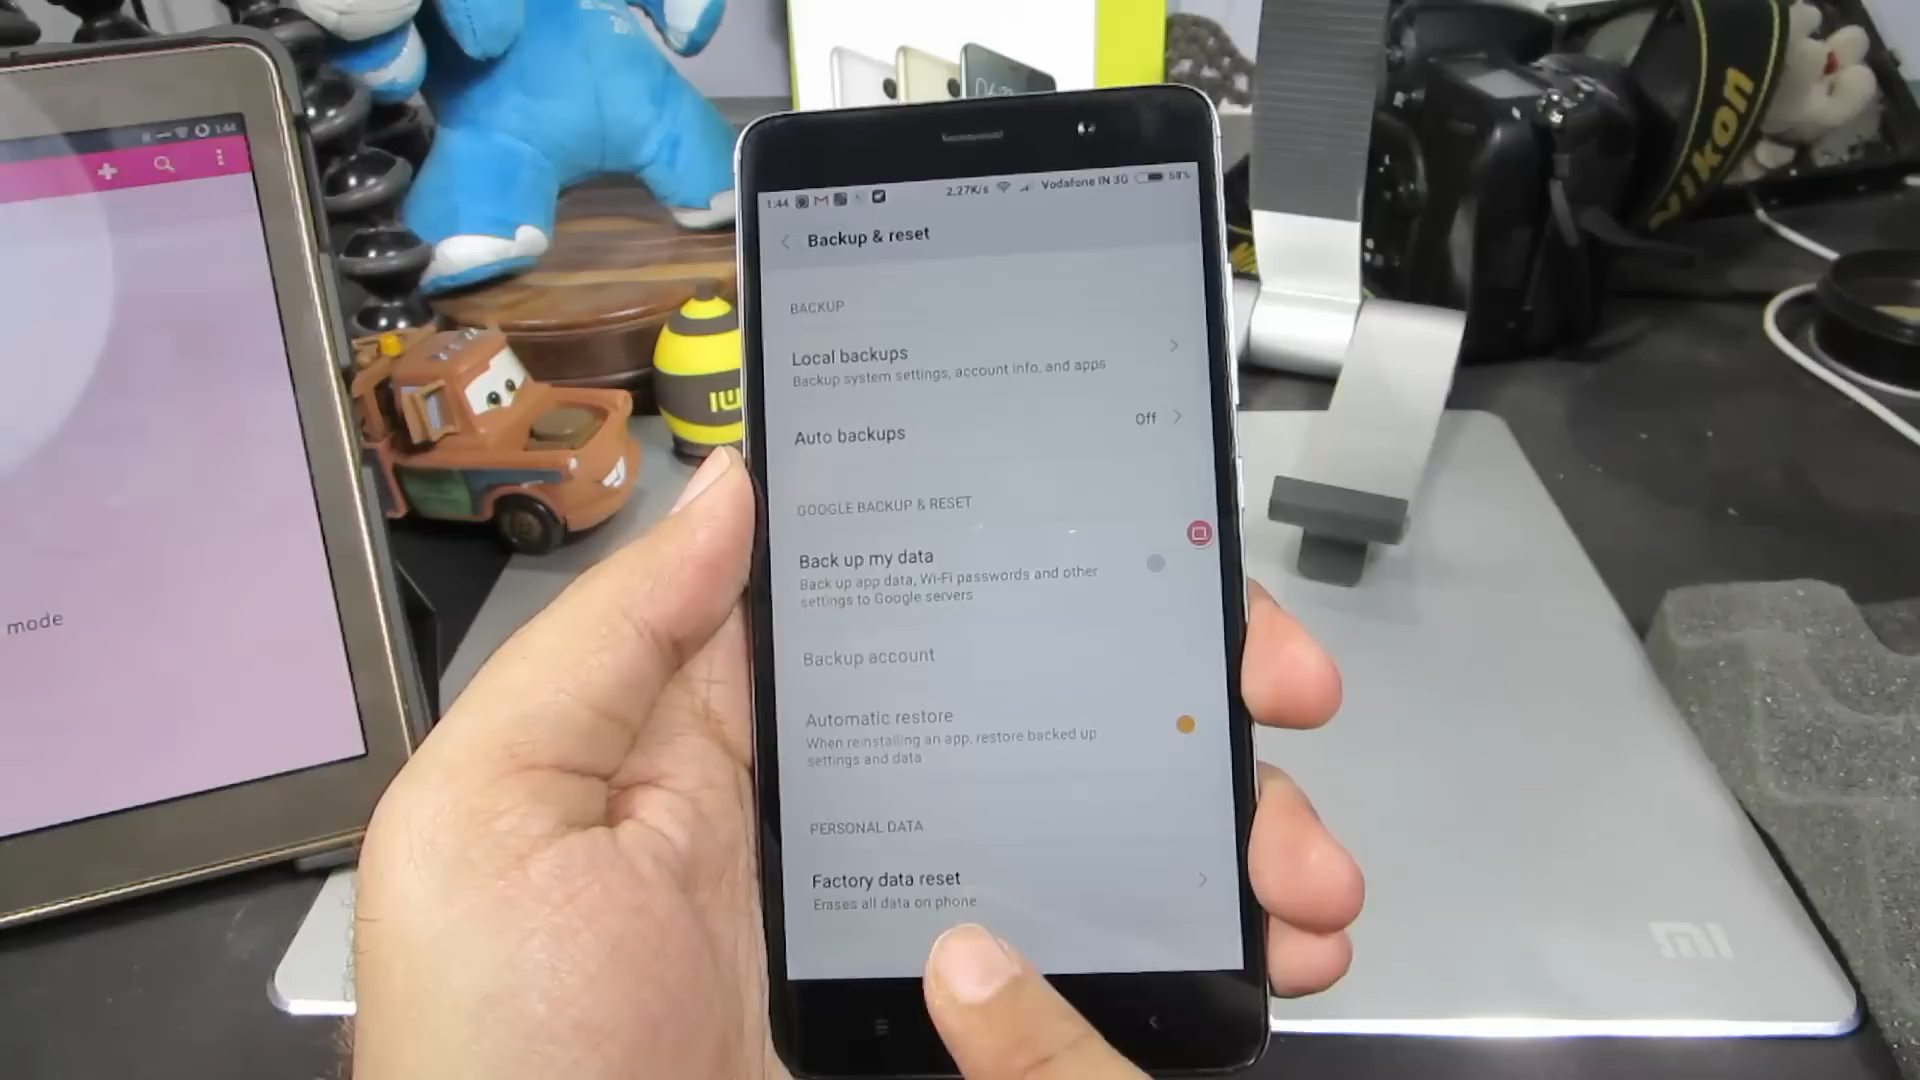 1:44
mode
1:44
2.27K/s
Vodafone IN 3G
58%
Backup & reset
BACKUP
Local backups
Backup system settings, account info, and apps
Auto backups
Off
GOOGLE BACKUP & RESET
Back up my data
Back up app data, Wi-Fi passwords and other
settings to Google servers
Backup account
Automatic restore
When reinstalling an app, restore backed up
settings and data
PERSONAL DATA
Factory data reset
Erases all data on phone
Nikon
MI